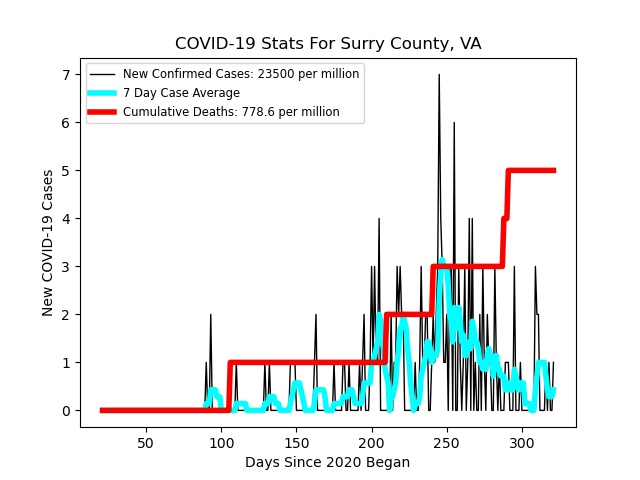 COVID-19 Stats For Surry County, VA
New Confirmed Cases: 23500 per million
7 Day Case Average
Cumulative Deaths: 778.6 per million
New COVID-19 Cases
7
6
5
4
3
2
1
0
50 100 150 200 250 300
Days Since 2020 Began